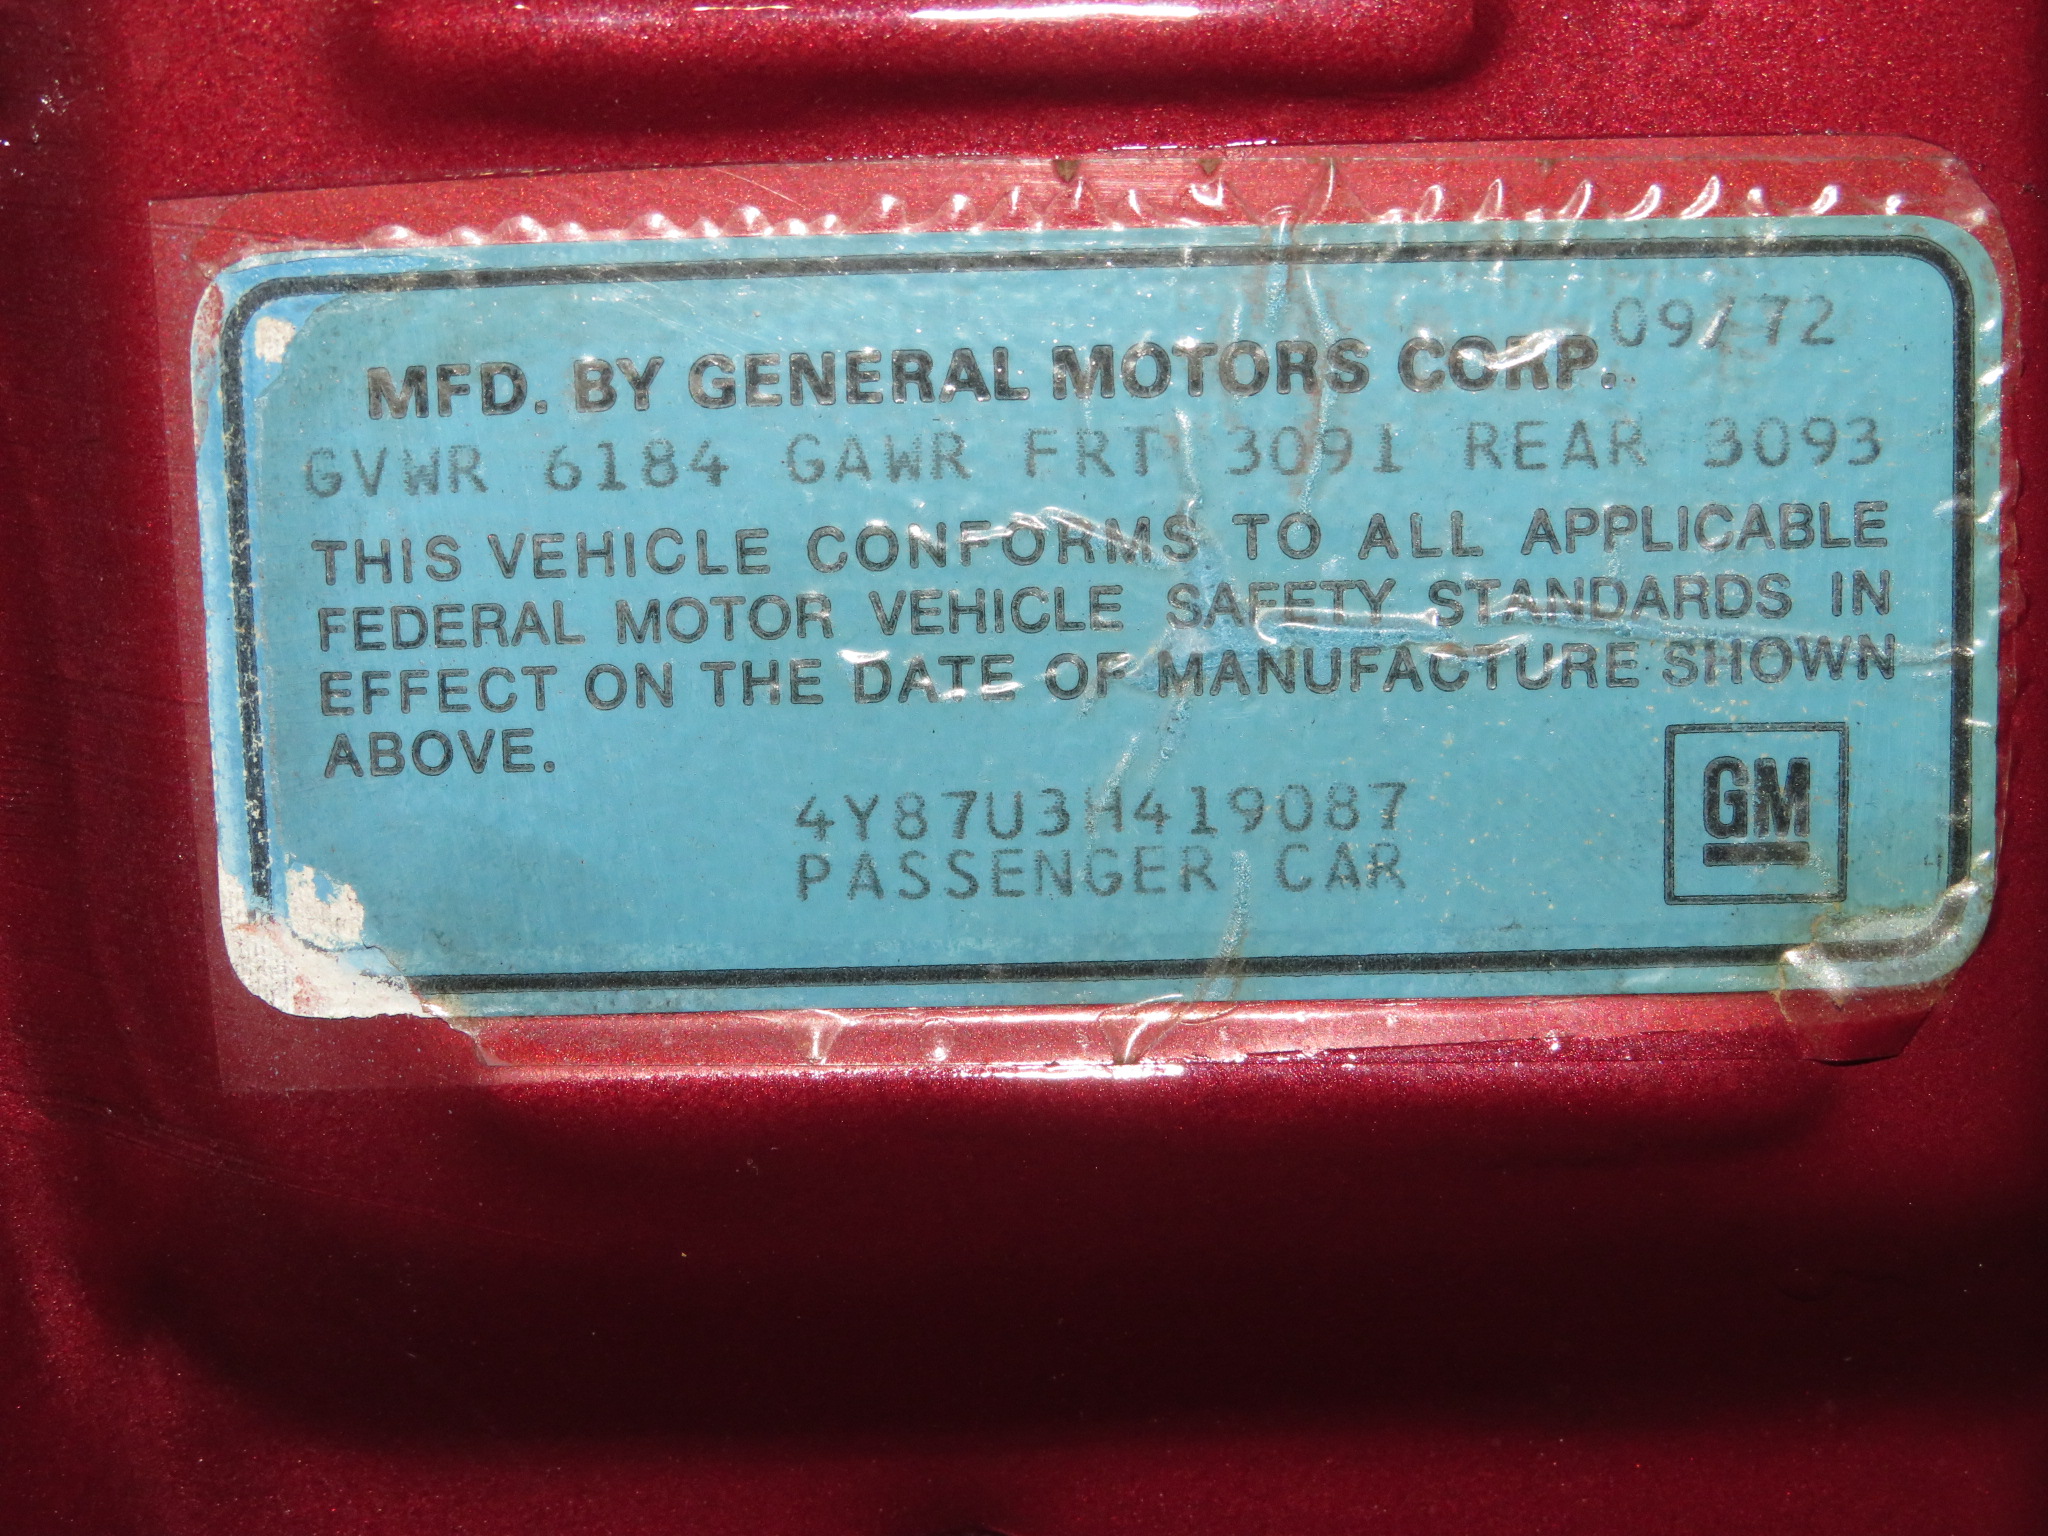 09/72
MFD. BY GENERAL MOTORS CORP.
GVWR 6184 GAWR FRT 3091 REAR 3093
THIS VEHICLE CONFORMS TO ALL APPLICABLE
FEDERAL MOTOR VEHICLE SAFETY STANDARDS IN
EFFECT ON THE DATE OF MANUFACTURE SHOWN
ABOVE.
4Y87U3H419087
PASSENGER CAR
GM
4